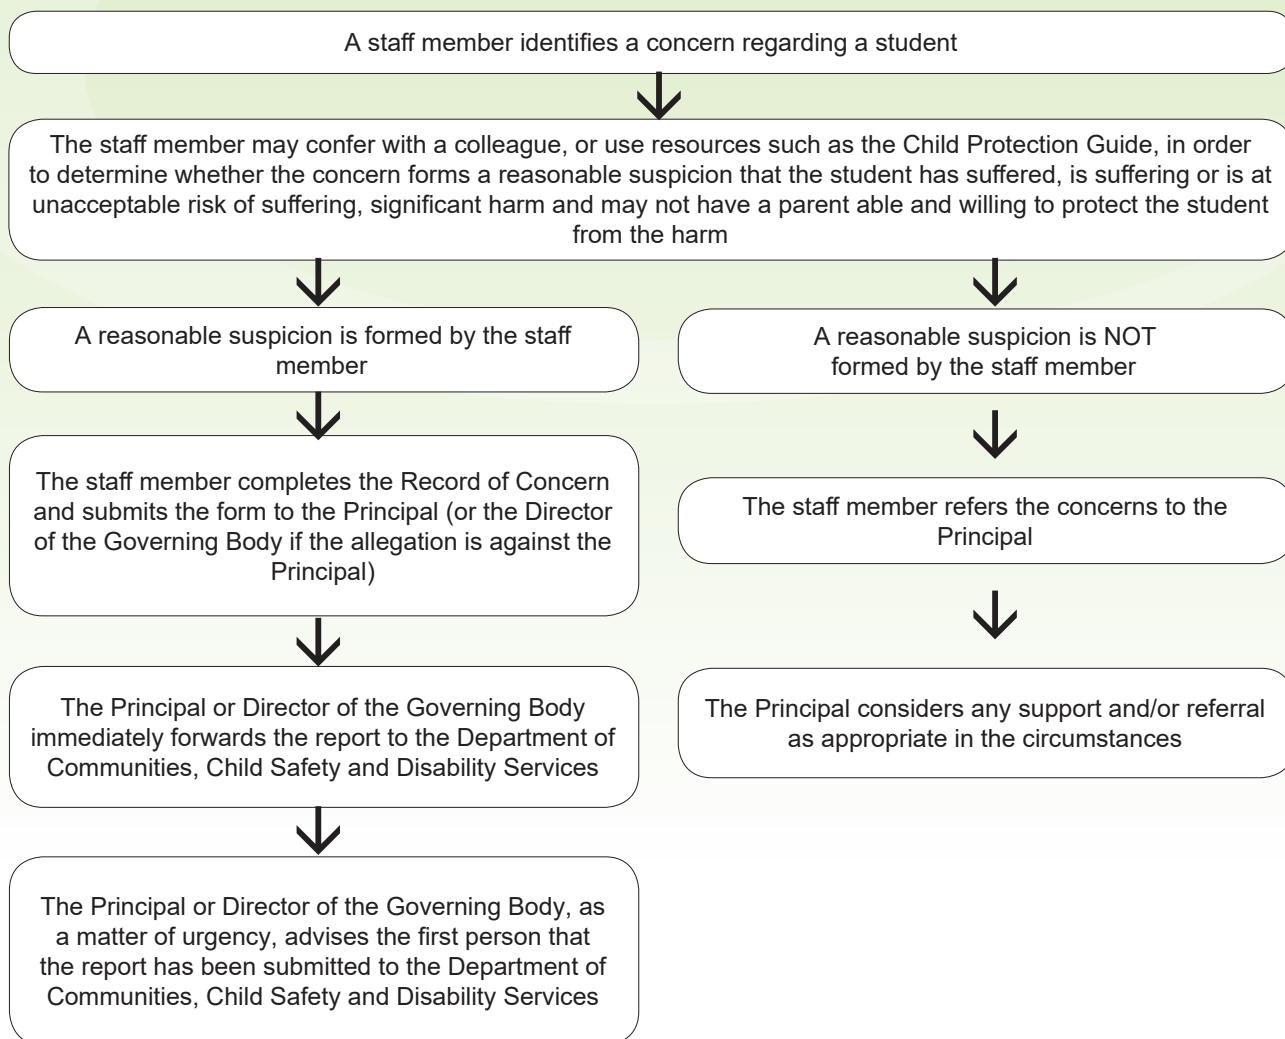 A staff member identifies a concern regarding a student
The staff member may confer with a colleague, or use resources such as the Child Protection Guide, in order
to determine whether the concern forms a reasonable suspicion that the student has suffered, is suffering or is at
unacceptable risk of suffering, significant harm and may not have a parent able and willing to protect the student
from the harm
A reasonable suspicion is formed by the staff
member
A reasonable suspicion is NOT
formed by the staff member
The staff member completes the Record of Concern
and submits the form to the Principal (or the Director
of the Governing Body if the allegation is against the
Principal)
The staff member refers the concerns to the
Principal
The Principal or Director of the Governing Body
immediately forwards the report to the Department of
Communities, Child Safety and Disability Services
The Principal considers any support and/or referral
as appropriate in the circumstances
The Principal or Director of the Governing Body, as
a matter of urgency, advises the first person that
the report has been submitted to the Department of
Communities, Child Safety and Disability Services